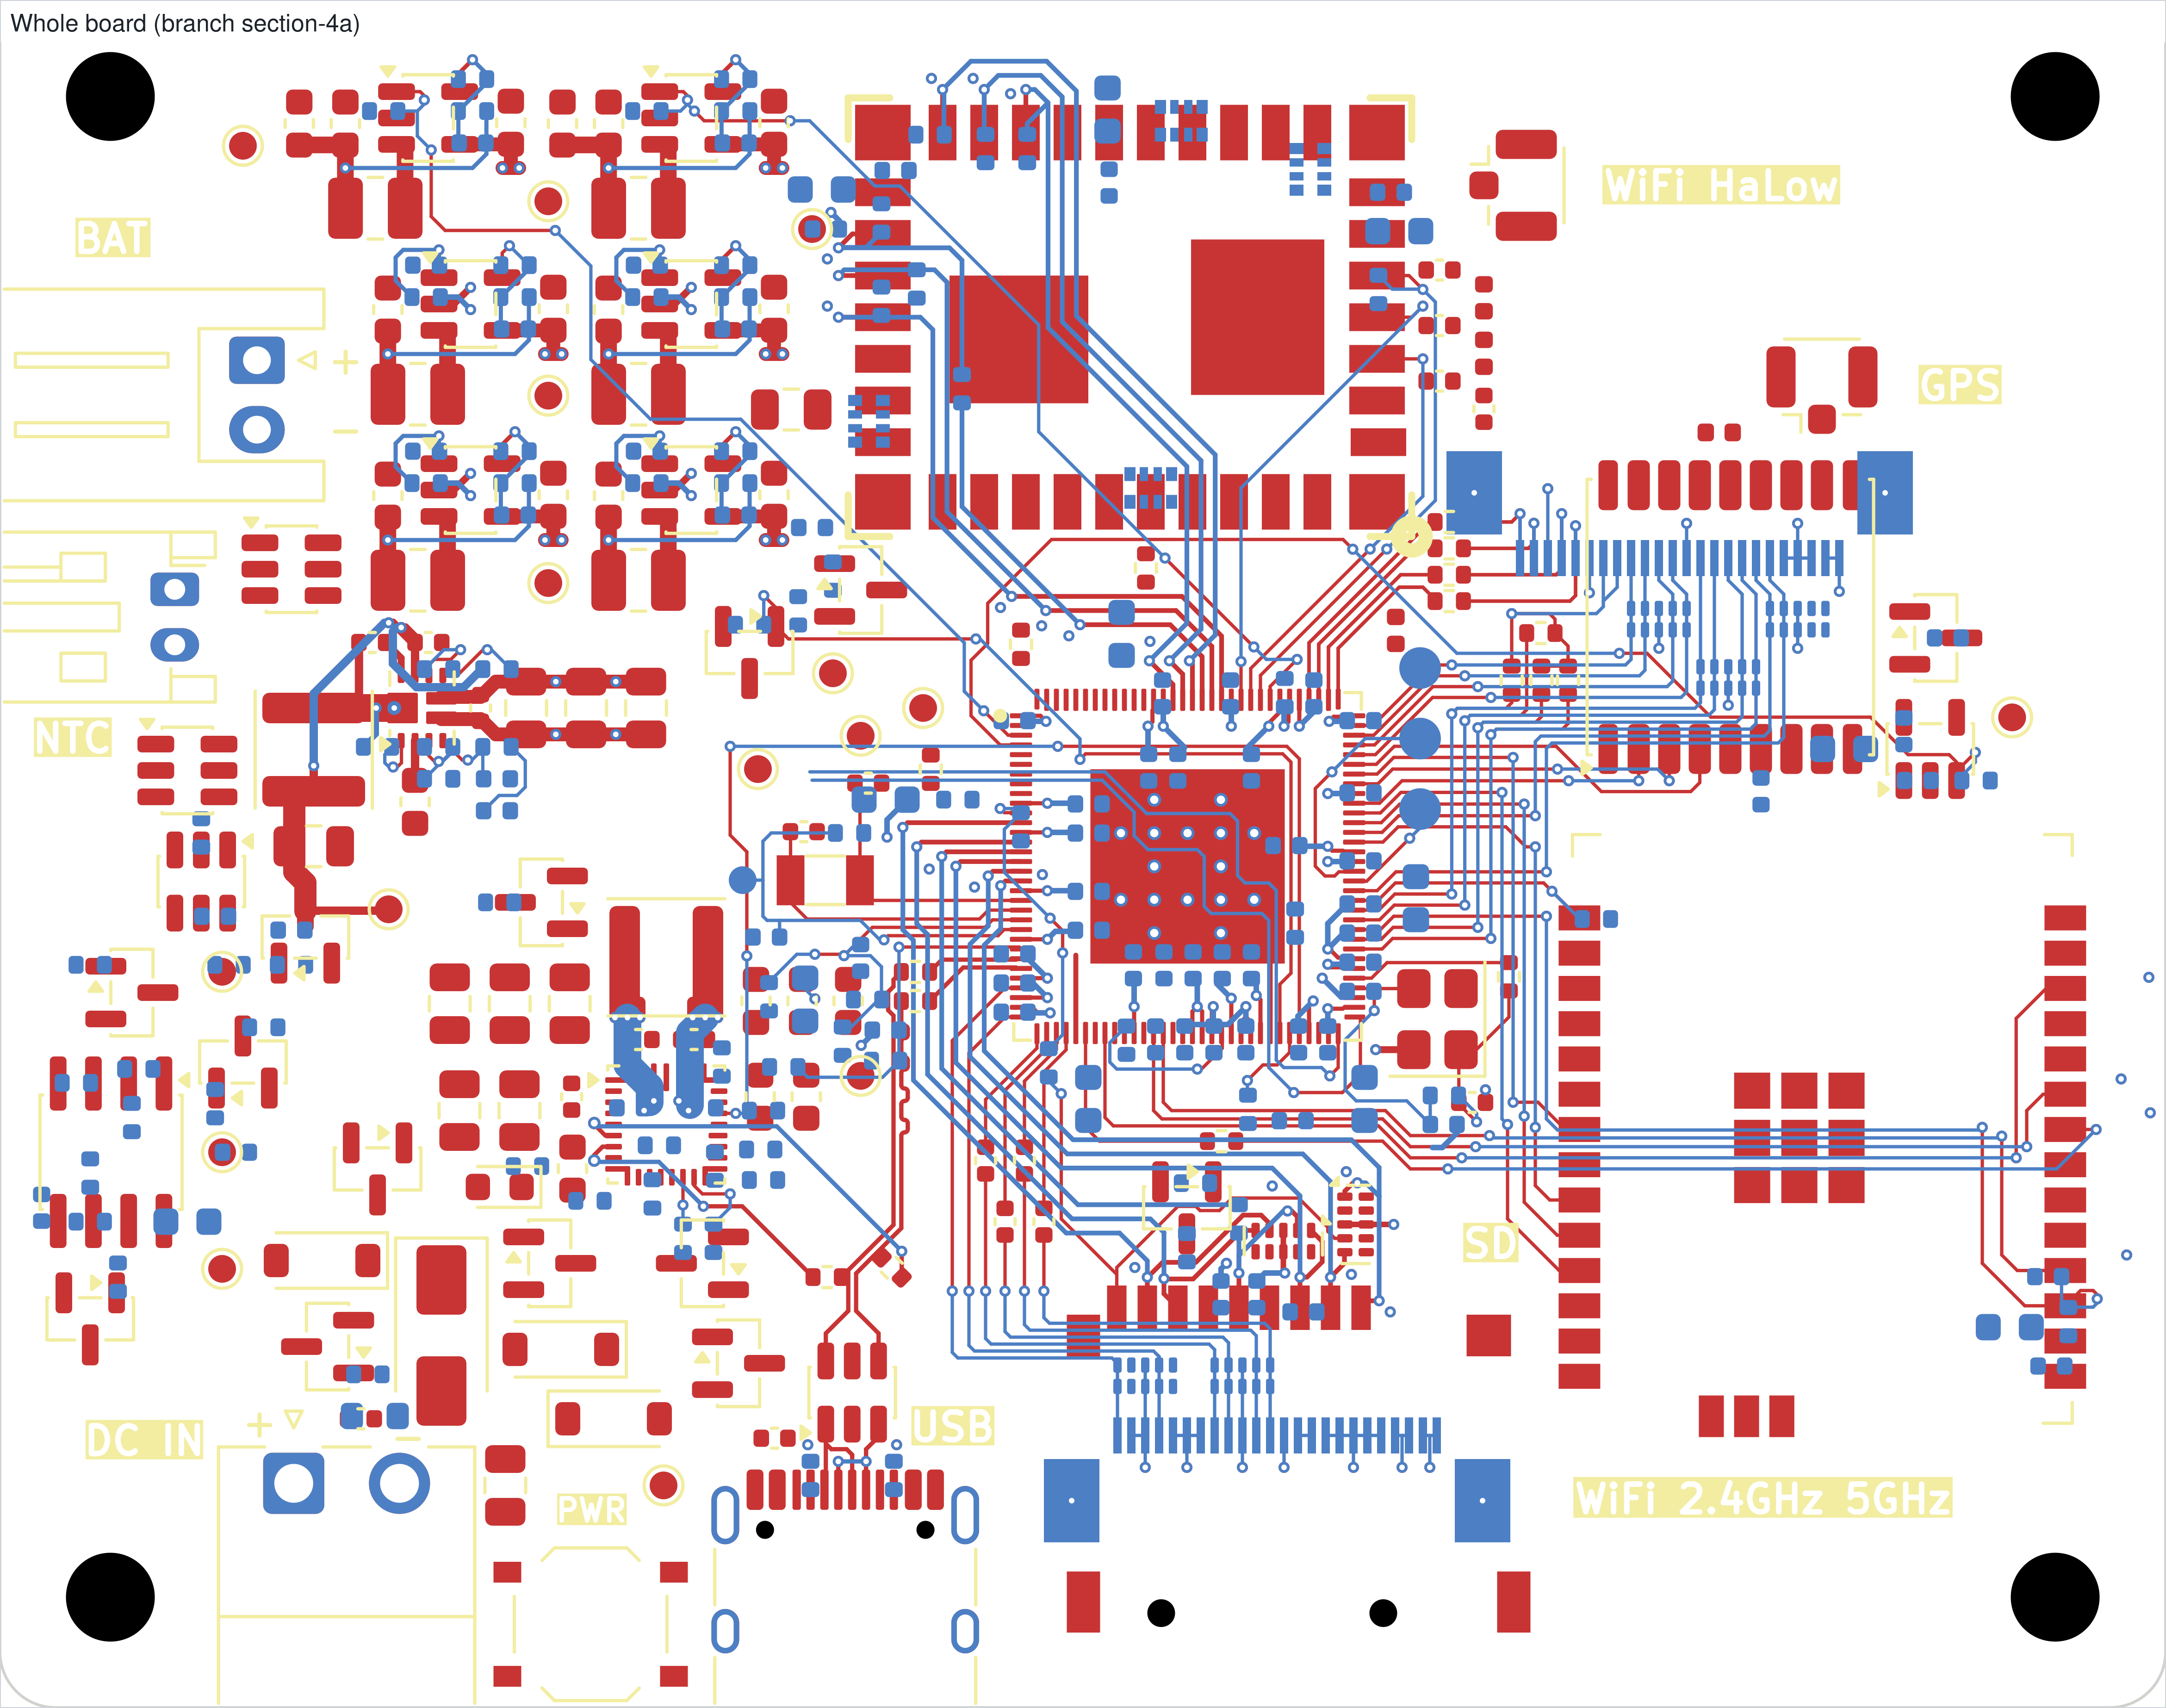 Whole board (branch section-4a)
WiFi HaLow
BAT
+
GPS
−
NTC
SD
DC IN
+
−
USB
PWR
WiFi 2.4GHz 5GHz